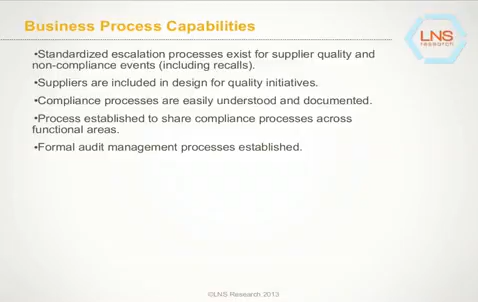 Business Process Capabilities
LNS
research
•Standardized escalation processes exist for supplier quality and
non-compliance events (including recalls).
•Suppliers are included in design for quality initiatives.
•Compliance processes are easily understood and documented.
•Process established to share compliance processes across
functional areas.
•Formal audit management processes established.
©LNS Research 2013